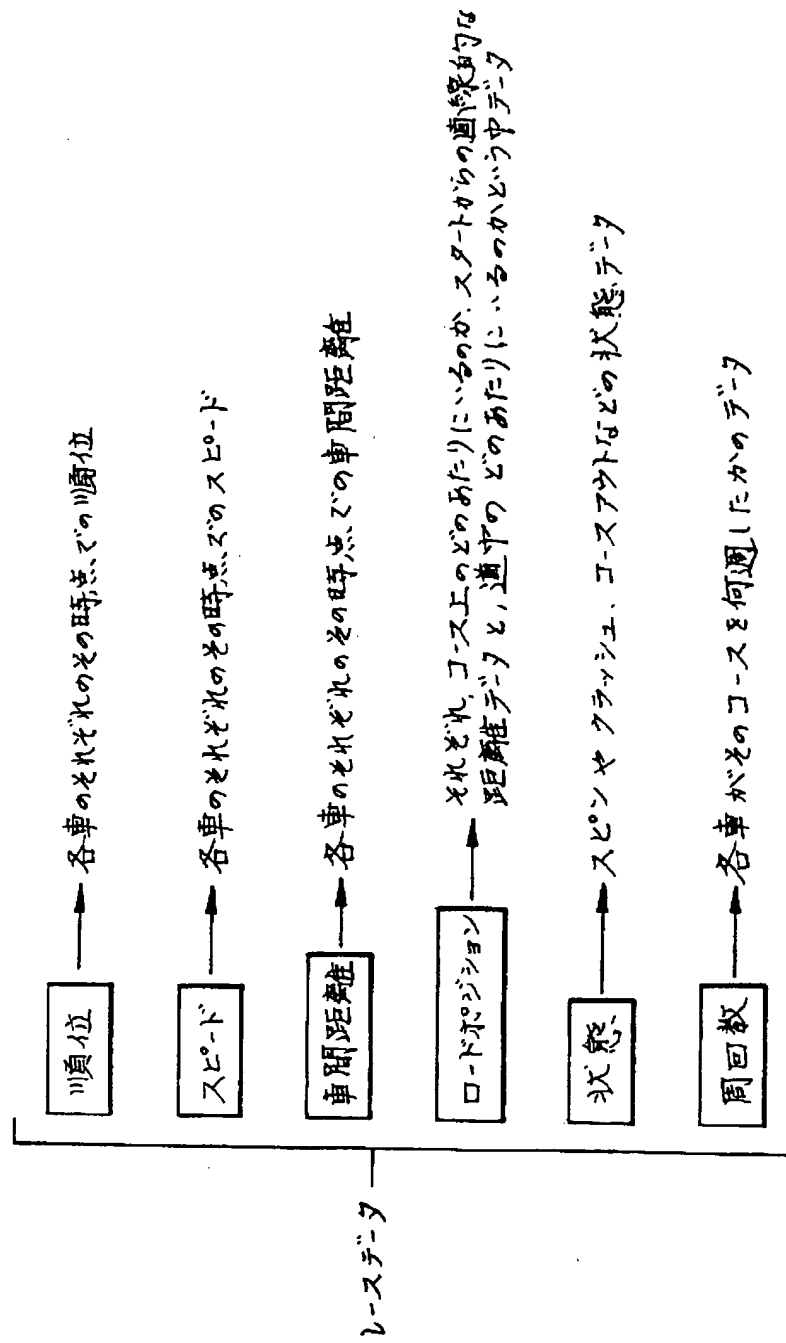 レースデータ
順位
各車のそれぞれのその時点での順位
スピード
各車のそれぞれのその時点でのスピード
車間距離
各車のそれぞれのその時点での車間距離
ロードポジション
それぞれ、コース上のどのあたりにいるのか、スタートからの直線的な
距離データと、道中のどのあたりにいるのかという中データ
状態
スピンやクラッシュ、コースアウトなどの状態データ
周回数
各車がそのコースを何週したかのデータ